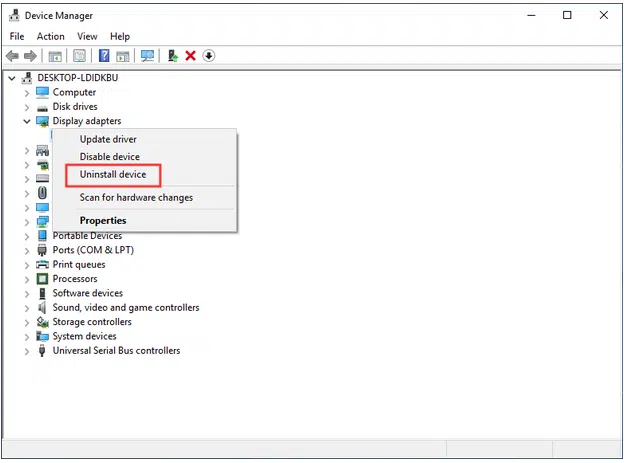 Device Manager
File Action View Help
DESKTOP-LDIDKBU
Computer
Disk drives
Display adapters
Update driver
Disable device
Uninstall device
Scan for hardware changes
Properties
Portable Devices
Ports (COM & LPT)
Print queues
Processors
Software devices
Sound, video and game controllers
Storage controllers
System devices
Universal Serial Bus controllers